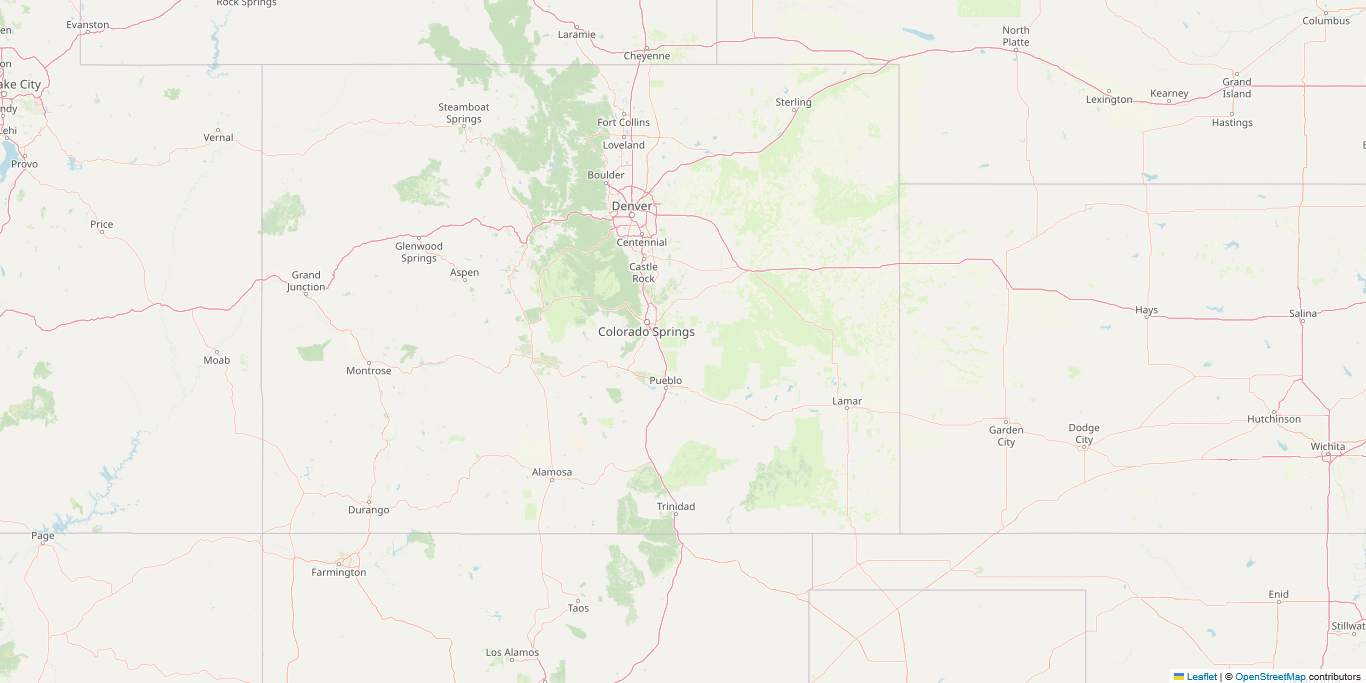 Rock Springs
Evanston
Laramie
Cheyenne
North
Platte
Columbus
ake City
Grand
Island
Kearney
Lexington
Hastings
Steamboat
Springs
Sterling
Fort Collins
Loveland
Vernal
Provo
Boulder
Denver
Centennial
Price
Glenwood
Springs
Aspen
Castle
Rock
Grand
Junction
Colorado Springs
Hays
Salina
Moab
Montrose
Pueblo
Lamar
Garden
City
Dodge
City
Hutchinson
Wichita
Alamosa
Durango
Trinidad
Page
Farmington
Taos
Enid
Stillwat
Los Alamos
Leaflet | © OpenStreetMap contributors